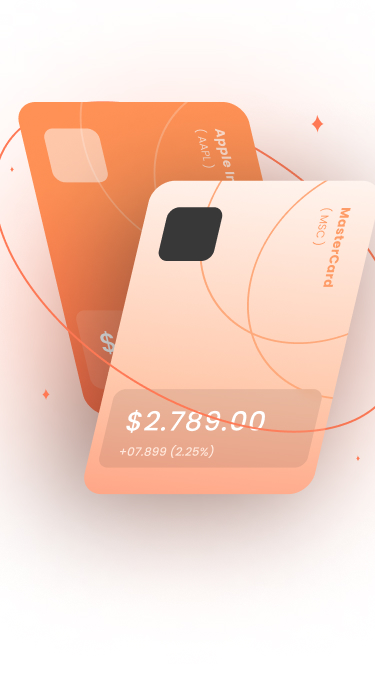 Apple In
( AAPL )
$
MasterCard
( MSC )
$2.789.00
+07.899 (2.25%)